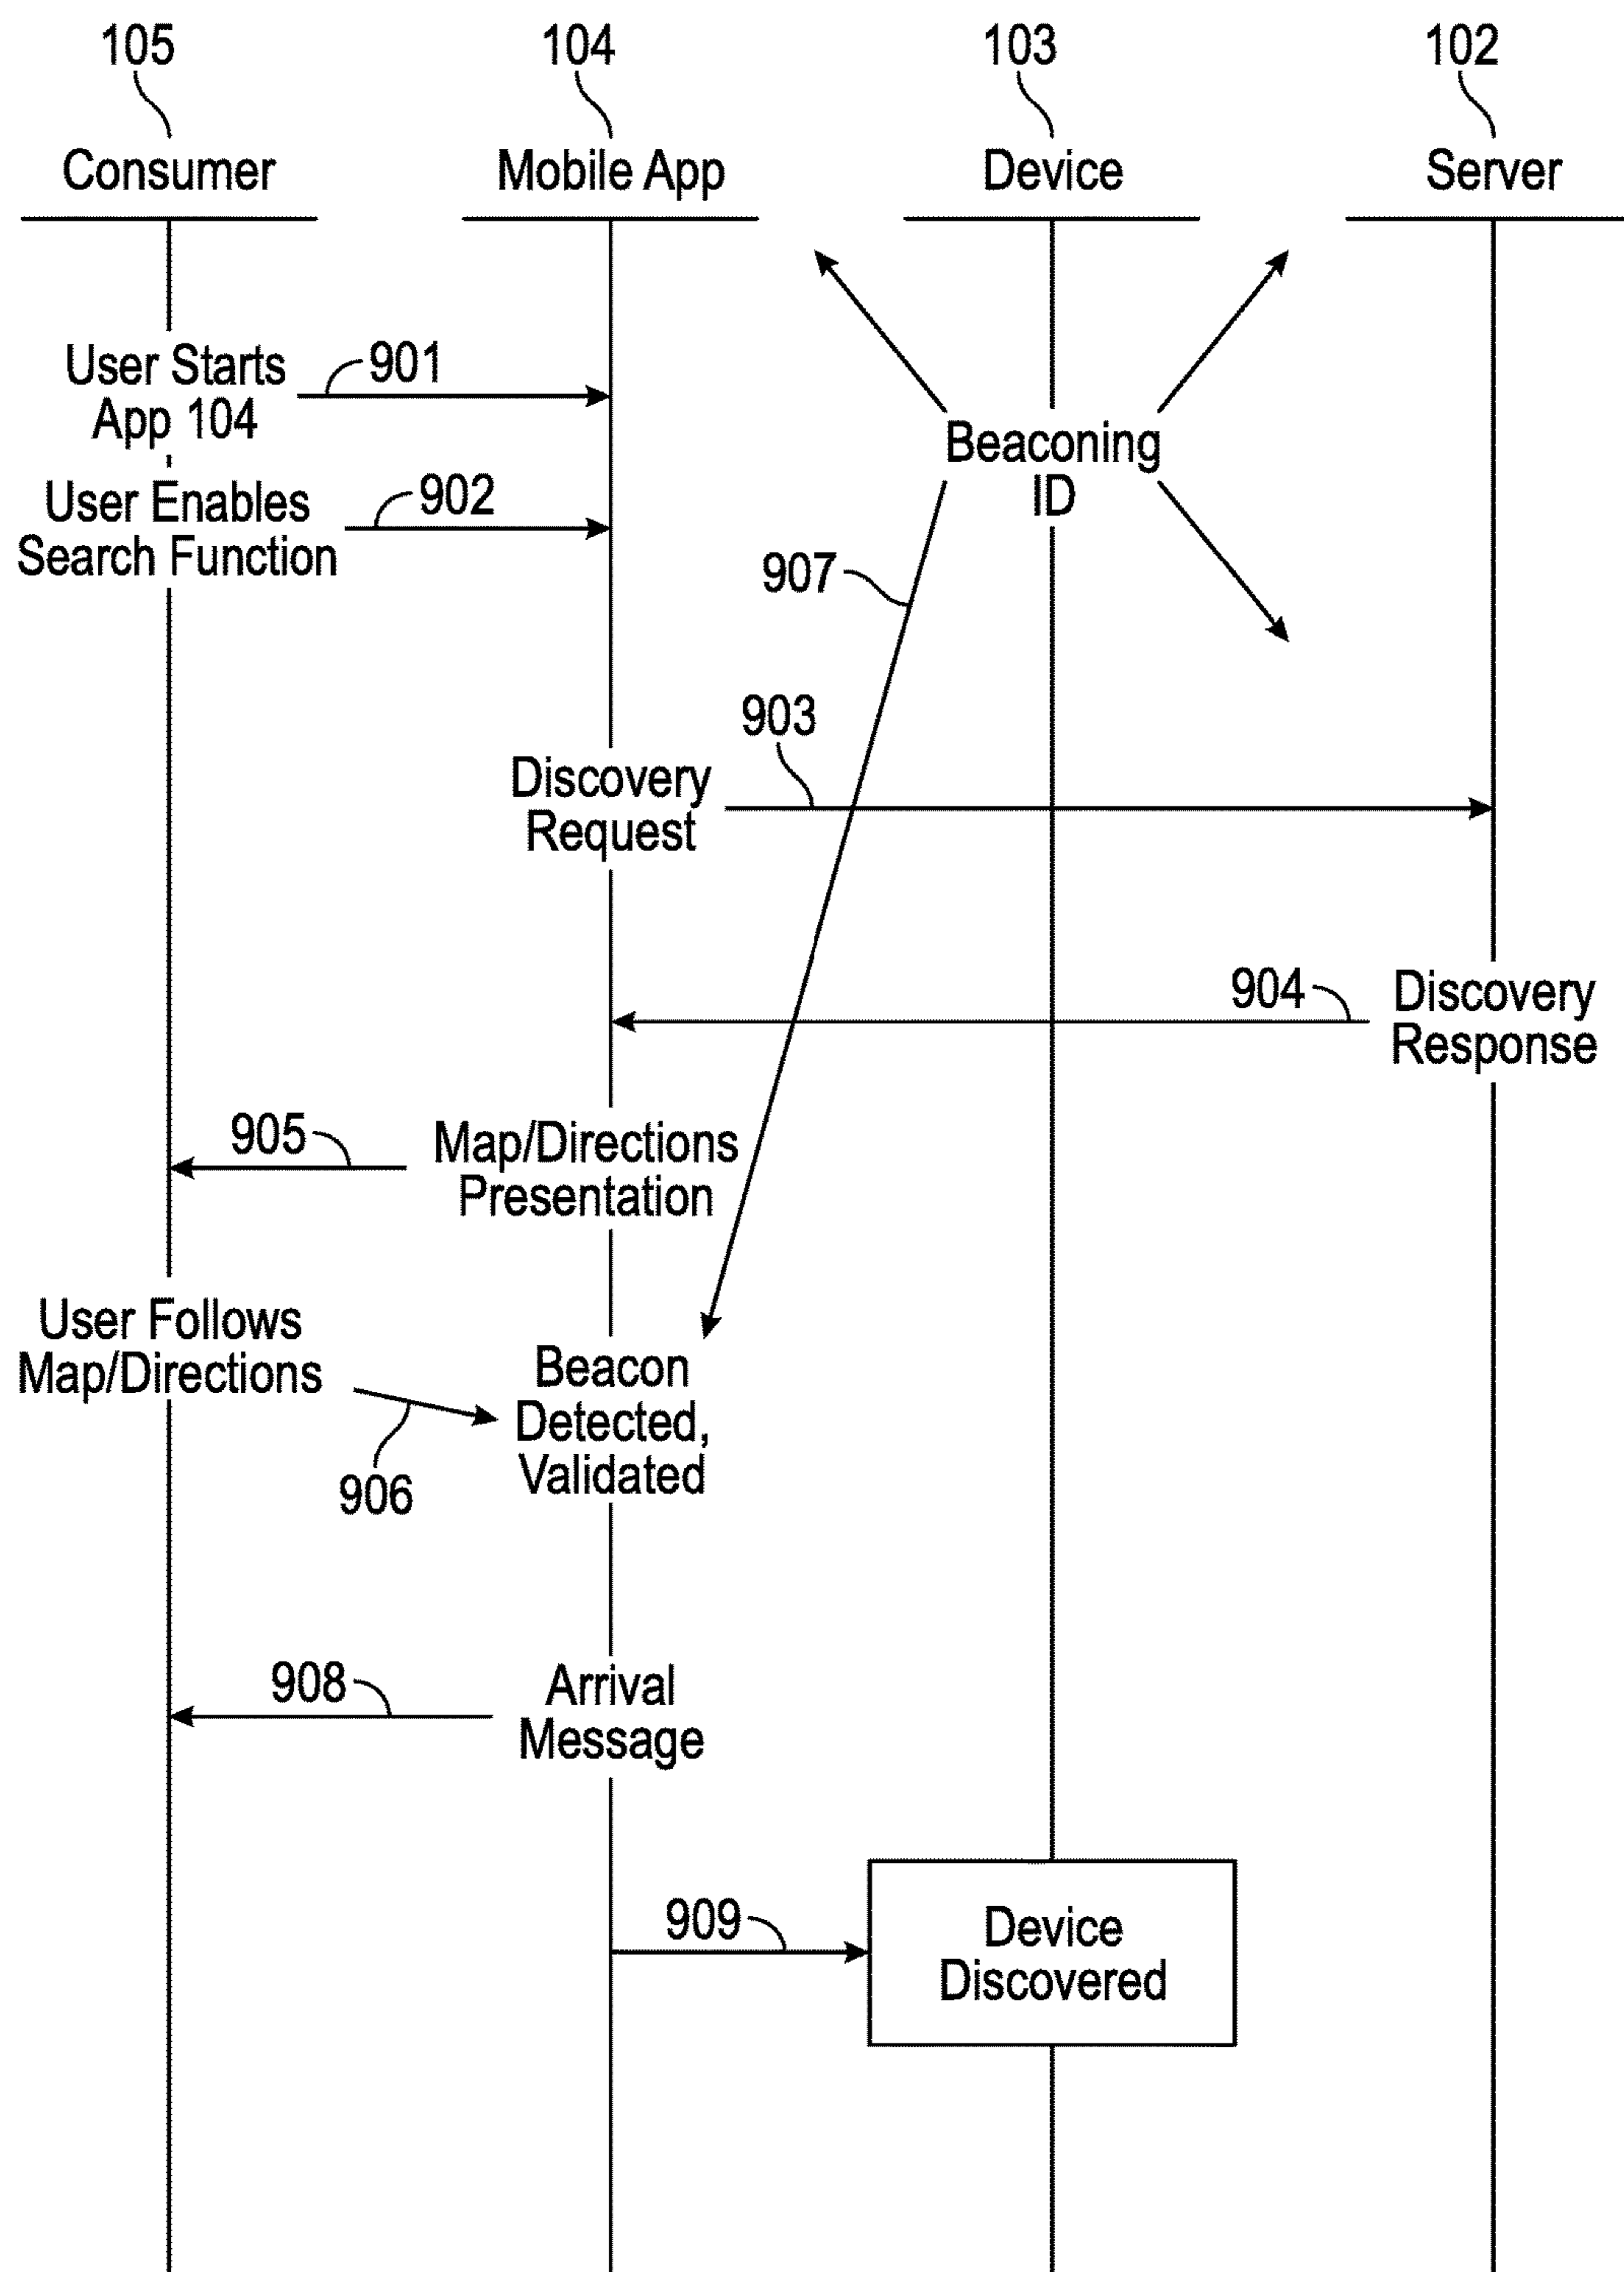 105
104
103
102
Consumer
Mobile App
Device
Server
User Starts
App 104
901
User Enables
Search Function
902
Beaconing
ID
907
903
Discovery
Request
904
Discovery
Response
905
Map/Directions
Presentation
User Follows
Map/Directions
906
Beacon
Detected,
Validated
908
Arrival
Message
909
Device
Discovered